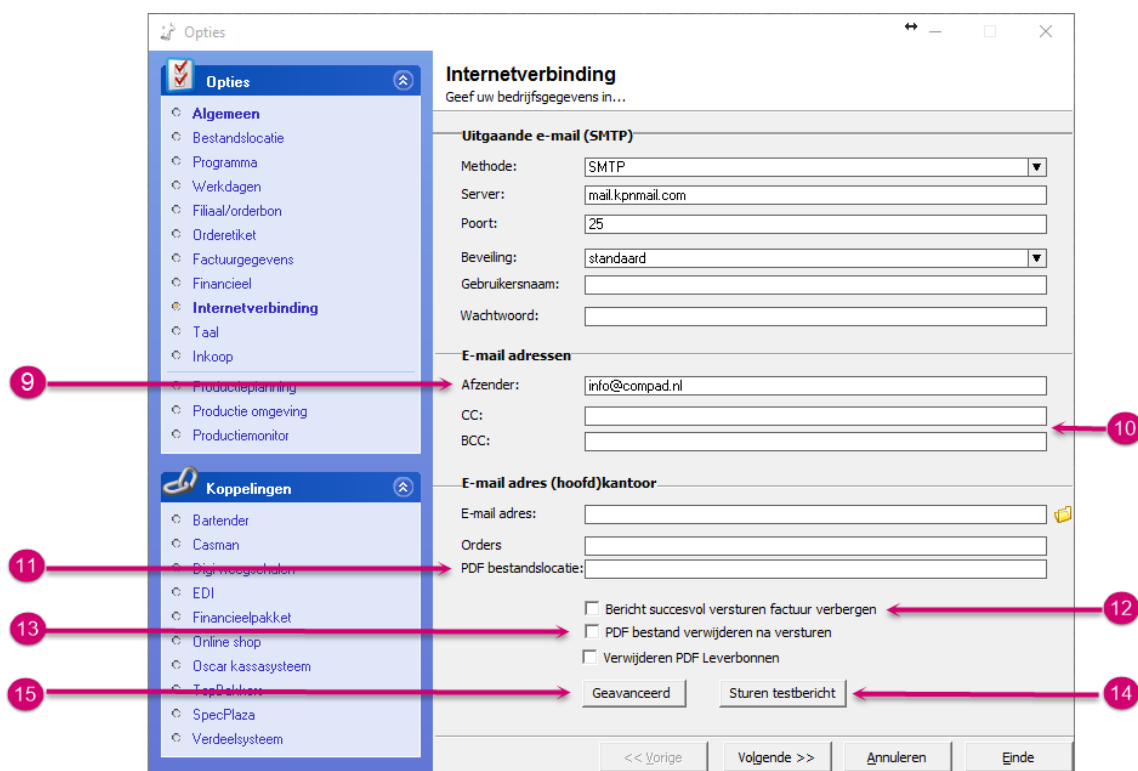 Opties
Opties
Algemeen
Bestandslocatie
Programma
Werkdagen
Filiaal/orderbon
Orderetiket
Factuurgegevens
Financieel
Internetverbinding
Taal
Inkoop
Productieplanning
Productie omgeving
Productiemonitor
Koppelingen
Bartender
Casman
Digi weegschalen
EDI
Financieelpakket
Online shop
Oscar kassasysteem
TopBakkers
SpecPlaza
Verdeelsysteem
Internetverbinding
Geef uw bedrijfsgegevens in...
Uitgaande e-mail (SMTP)
Methode: SMTP
Server: mail.kpnmail.com
Poort: 25
Beveiling: standaard
Gebruikersnaam:
Wachtwoord:
E-mail adressen
9 Afzender: info@compad.nl
CC:
10
BCC:
E-mail adres (hoofd)kantoor
E-mail adres:
Orders
11 PDF bestandslocatie:
Bericht succesvol versturen factuur verbergen 12
13 PDF bestand verwijderen na versturen
Verwijderen PDF Leverbonnen
15 Geavanceerd Sturen testbericht 14
<< Vorige Volgende >> Annuleren Einde